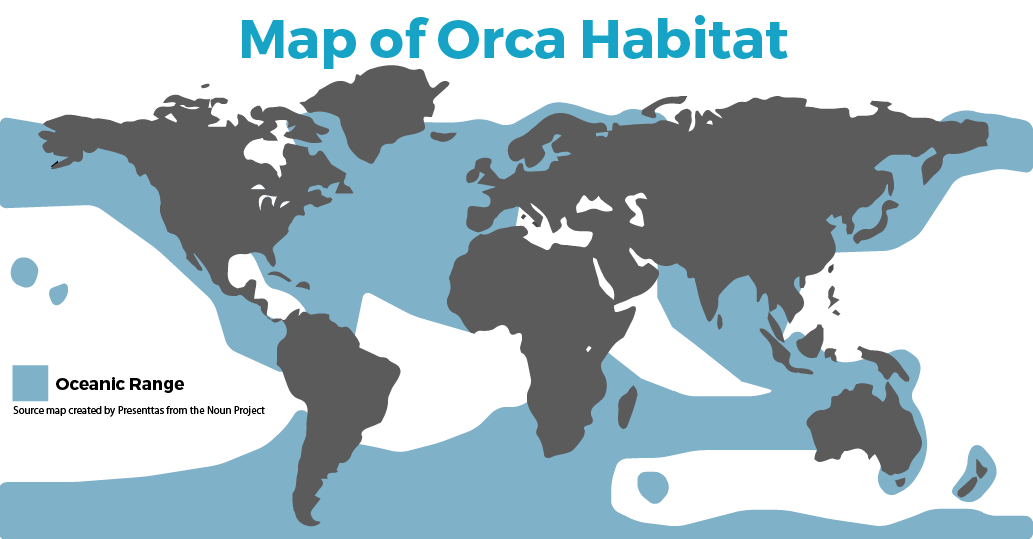 Map of Orca Habitat
Oceanic Range
Source map created by Presenttas from the Noun Project